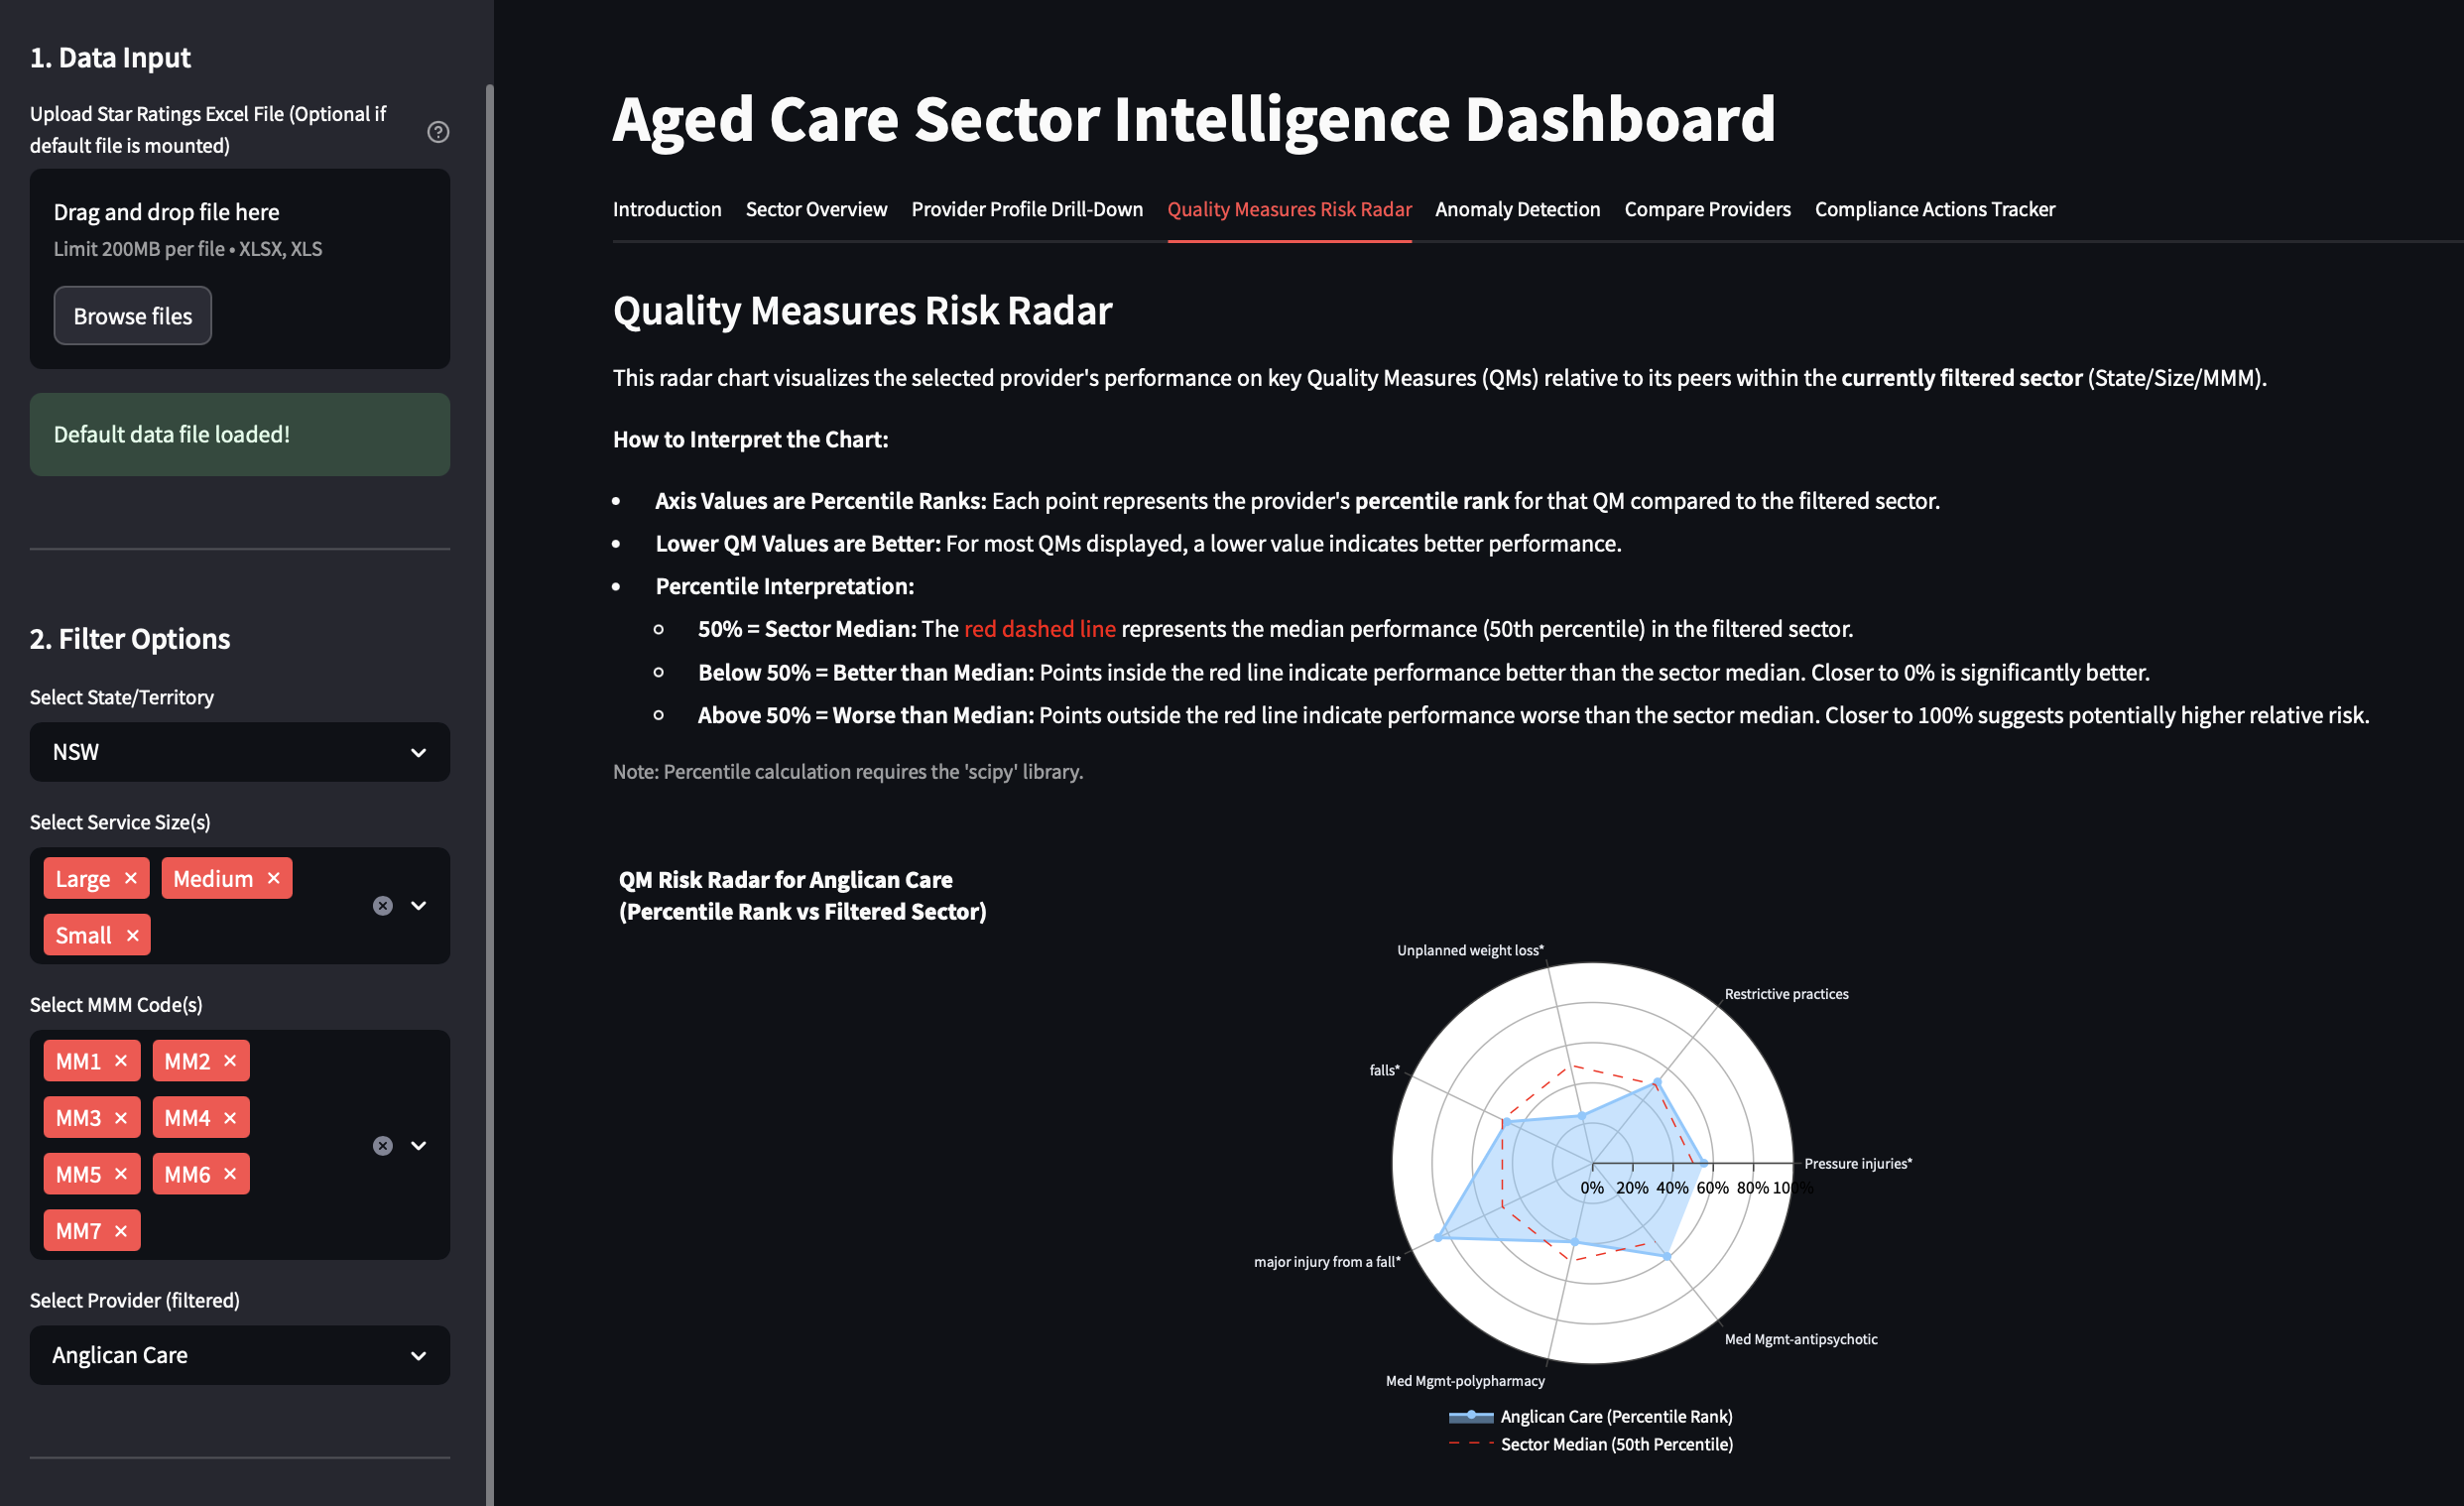 1. Data Input
Upload Star Ratings Excel File (Optional if
default file is mounted)
Drag and drop file here
Limit 200MB per file • XLSX, XLS
Browse files
Default data file loaded!
2. Filter Options
Select State/Territory
NSW
Select Service Size(s)
Large
Medium
Small
Select MMM Code(s)
MM1
MM2
MM3
MM4
MM5
MM6
MM7
Select Provider (filtered)
Anglican Care
Aged Care Sector Intelligence Dashboard
Introduction Sector Overview Provider Profile Drill-Down Quality Measures Risk Radar Anomaly Detection Compare Providers Compliance Actions Tracker
Quality Measures Risk Radar
This radar chart visualizes the selected provider's performance on key Quality Measures (QMs) relative to its peers within the currently filtered sector (State/Size/MMM).
How to Interpret the Chart:
• Axis Values are Percentile Ranks: Each point represents the provider's percentile rank for that QM compared to the filtered sector.
• Lower QM Values are Better: For most QMs displayed, a lower value indicates better performance.
• Percentile Interpretation:
50% = Sector Median: The red dashed line represents the median performance (50th percentile) in the filtered sector.
Below 50% = Better than Median: Points inside the red line indicate performance better than the sector median. Closer to 0% is significantly better.
Above 50% = Worse than Median: Points outside the red line indicate performance worse than the sector median. Closer to 100% suggests potentially higher relative risk.
Note: Percentile calculation requires the 'scipy' library.
QM Risk Radar for Anglican Care
(Percentile Rank vs Filtered Sector)
Unplanned weight loss*
Restrictive practices
falls*
Pressure injuries*
0% 20% 40% 60% 80% 100%
major injury from a fall*
Med Mgmt-antipsychotic
Med Mgmt-polypharmacy
Anglican Care (Percentile Rank)
Sector Median (50th Percentile)